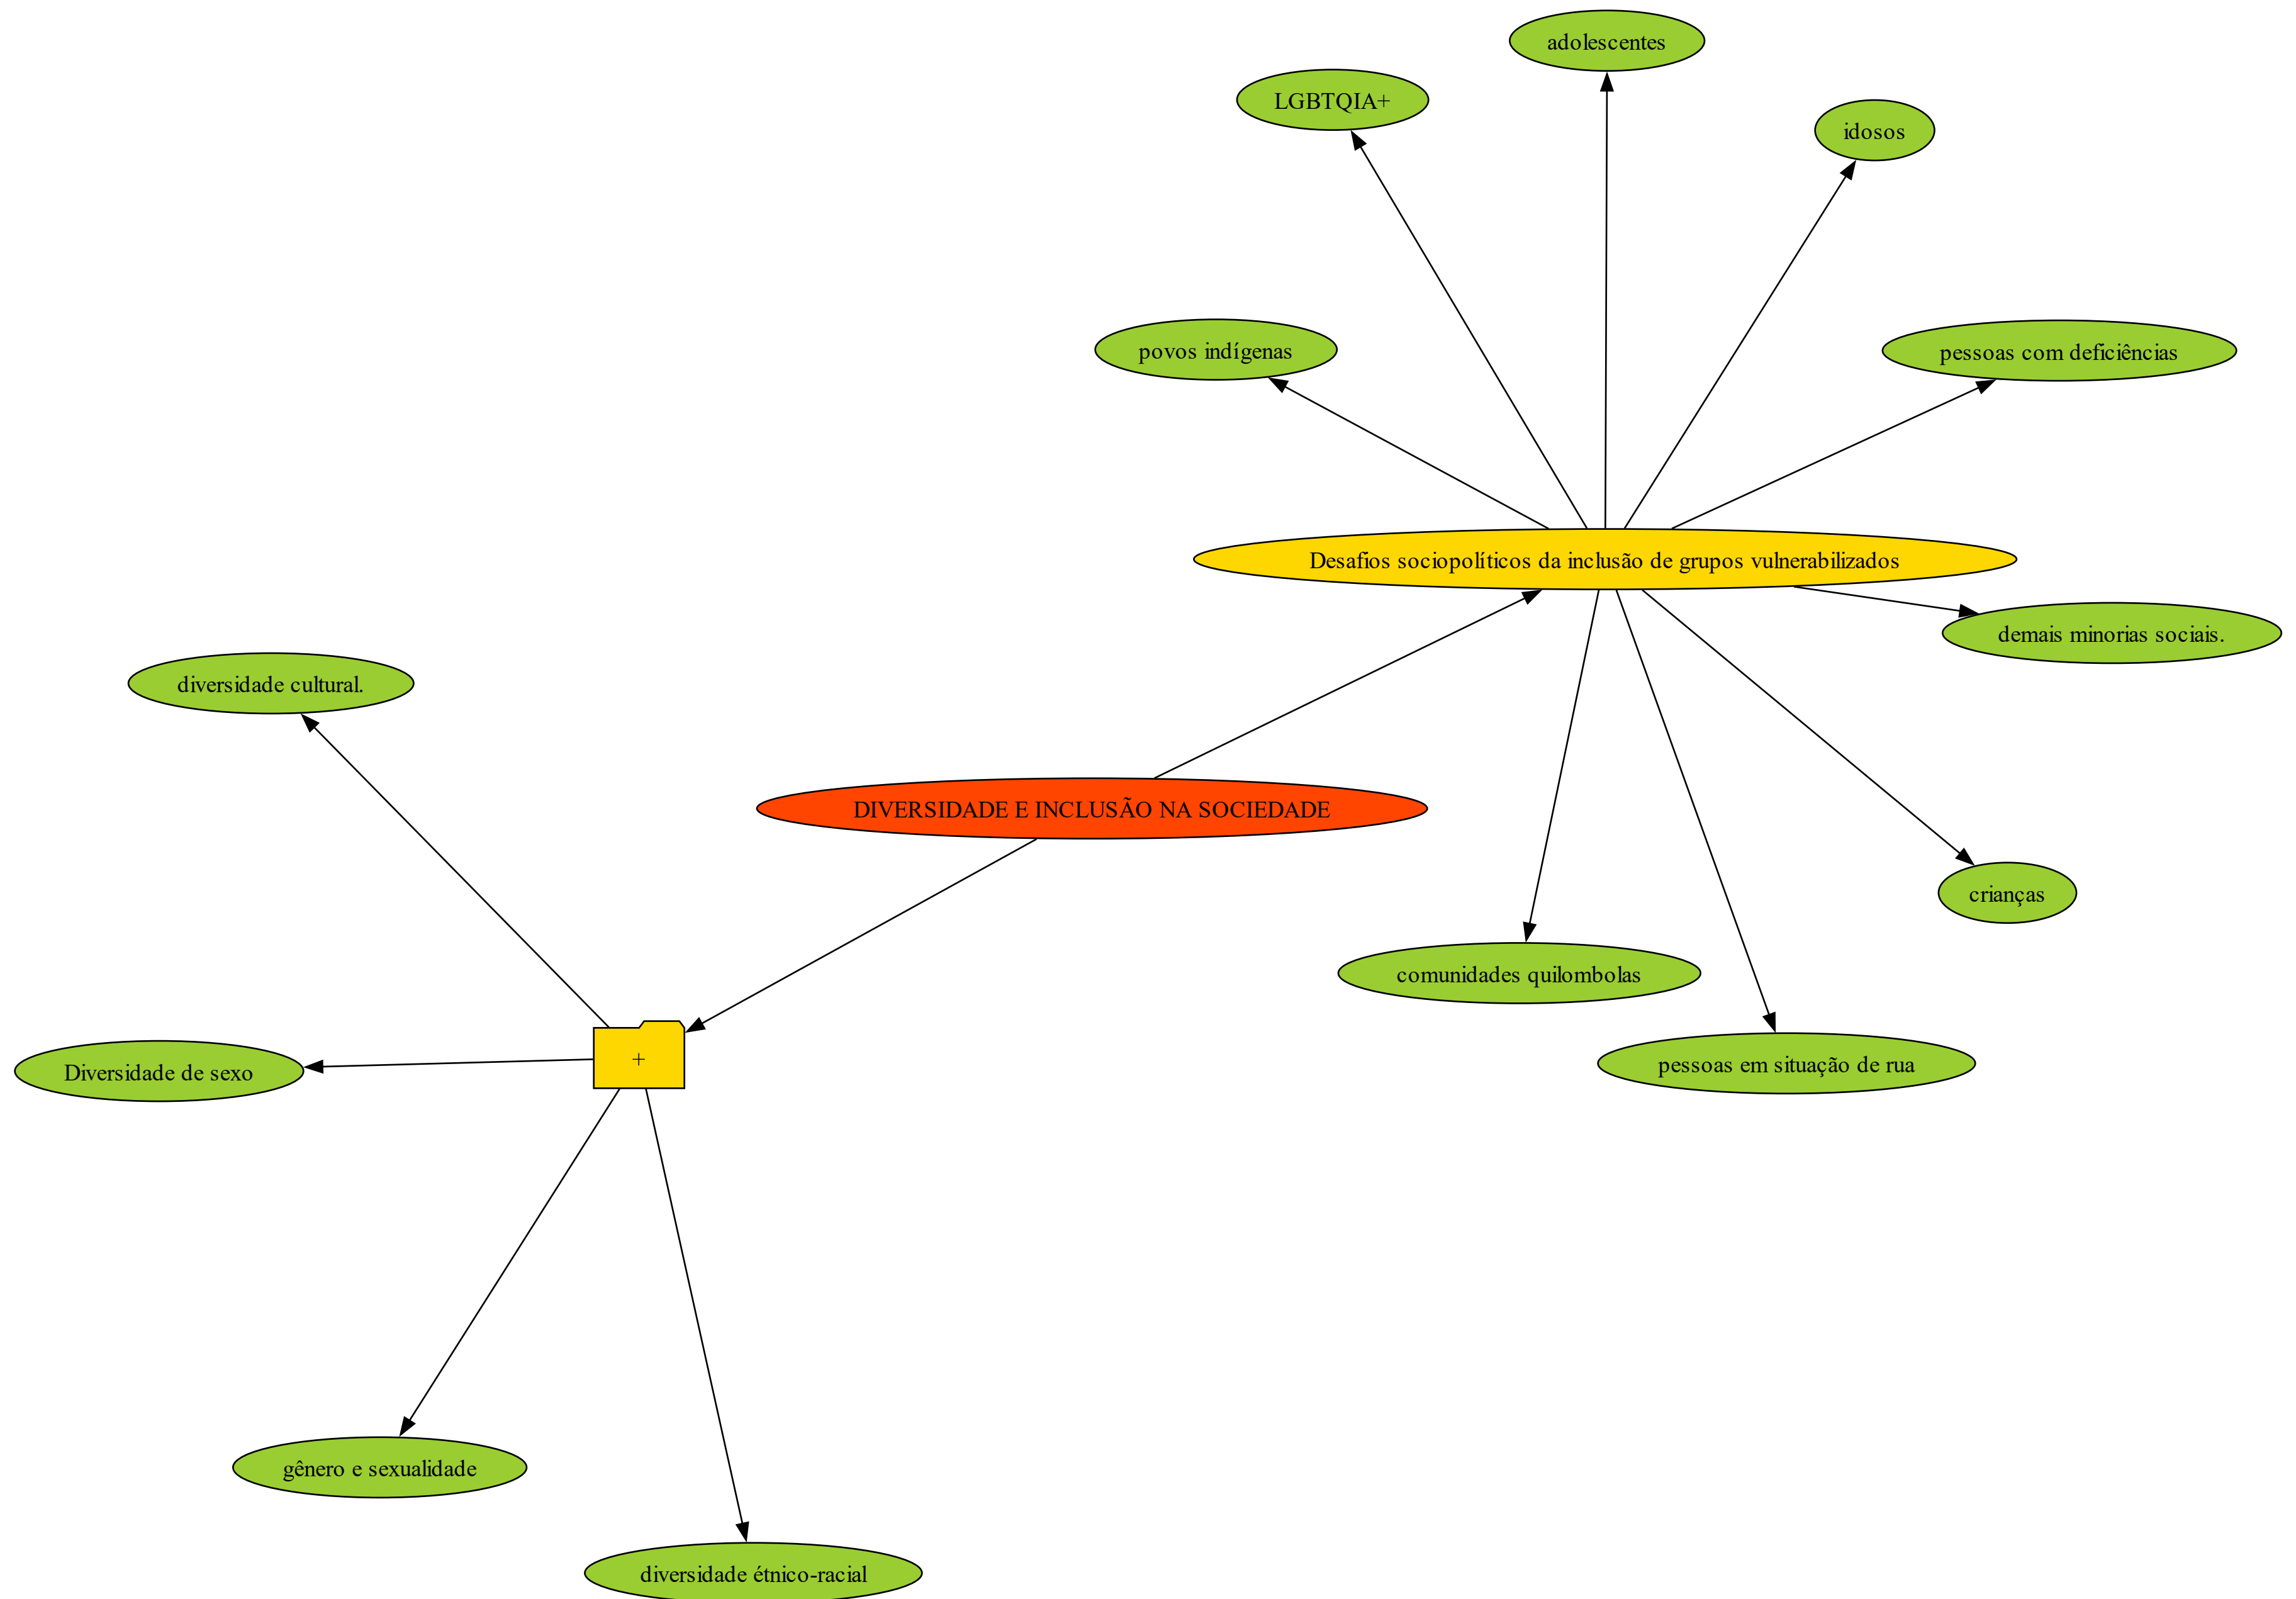 adolescentes
LGBTQIA+
idosos
povos indígenas
pessoas com deficiências
Desafios sociopolíticos da inclusão de grupos vulnerabilizados
demais minorias sociais.
diversidade cultural.
DIVERSIDADE E INCLUSÃO NA SOCIEDADE
crianças
comunidades quilombolas
+
pessoas em situação de rua
Diversidade de sexo
gênero e sexualidade
diversidade étnico-racial